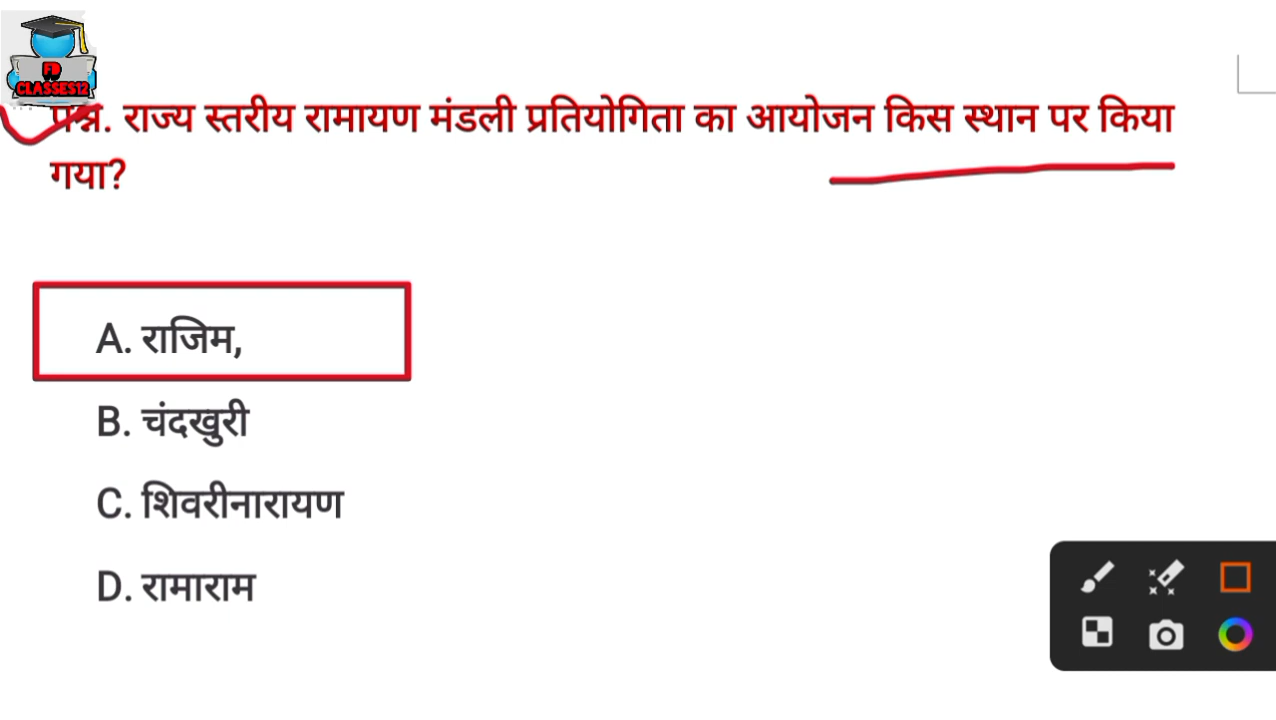 FD
CLASSES12
प्रश्न. राज्य स्तरीय रामायण मंडली प्रतियोगिता का आयोजन किस स्थान पर किया
गया?
A. राजिम,
B. चंदखुरी
C. शिवरीनारायण
D. रामाराम